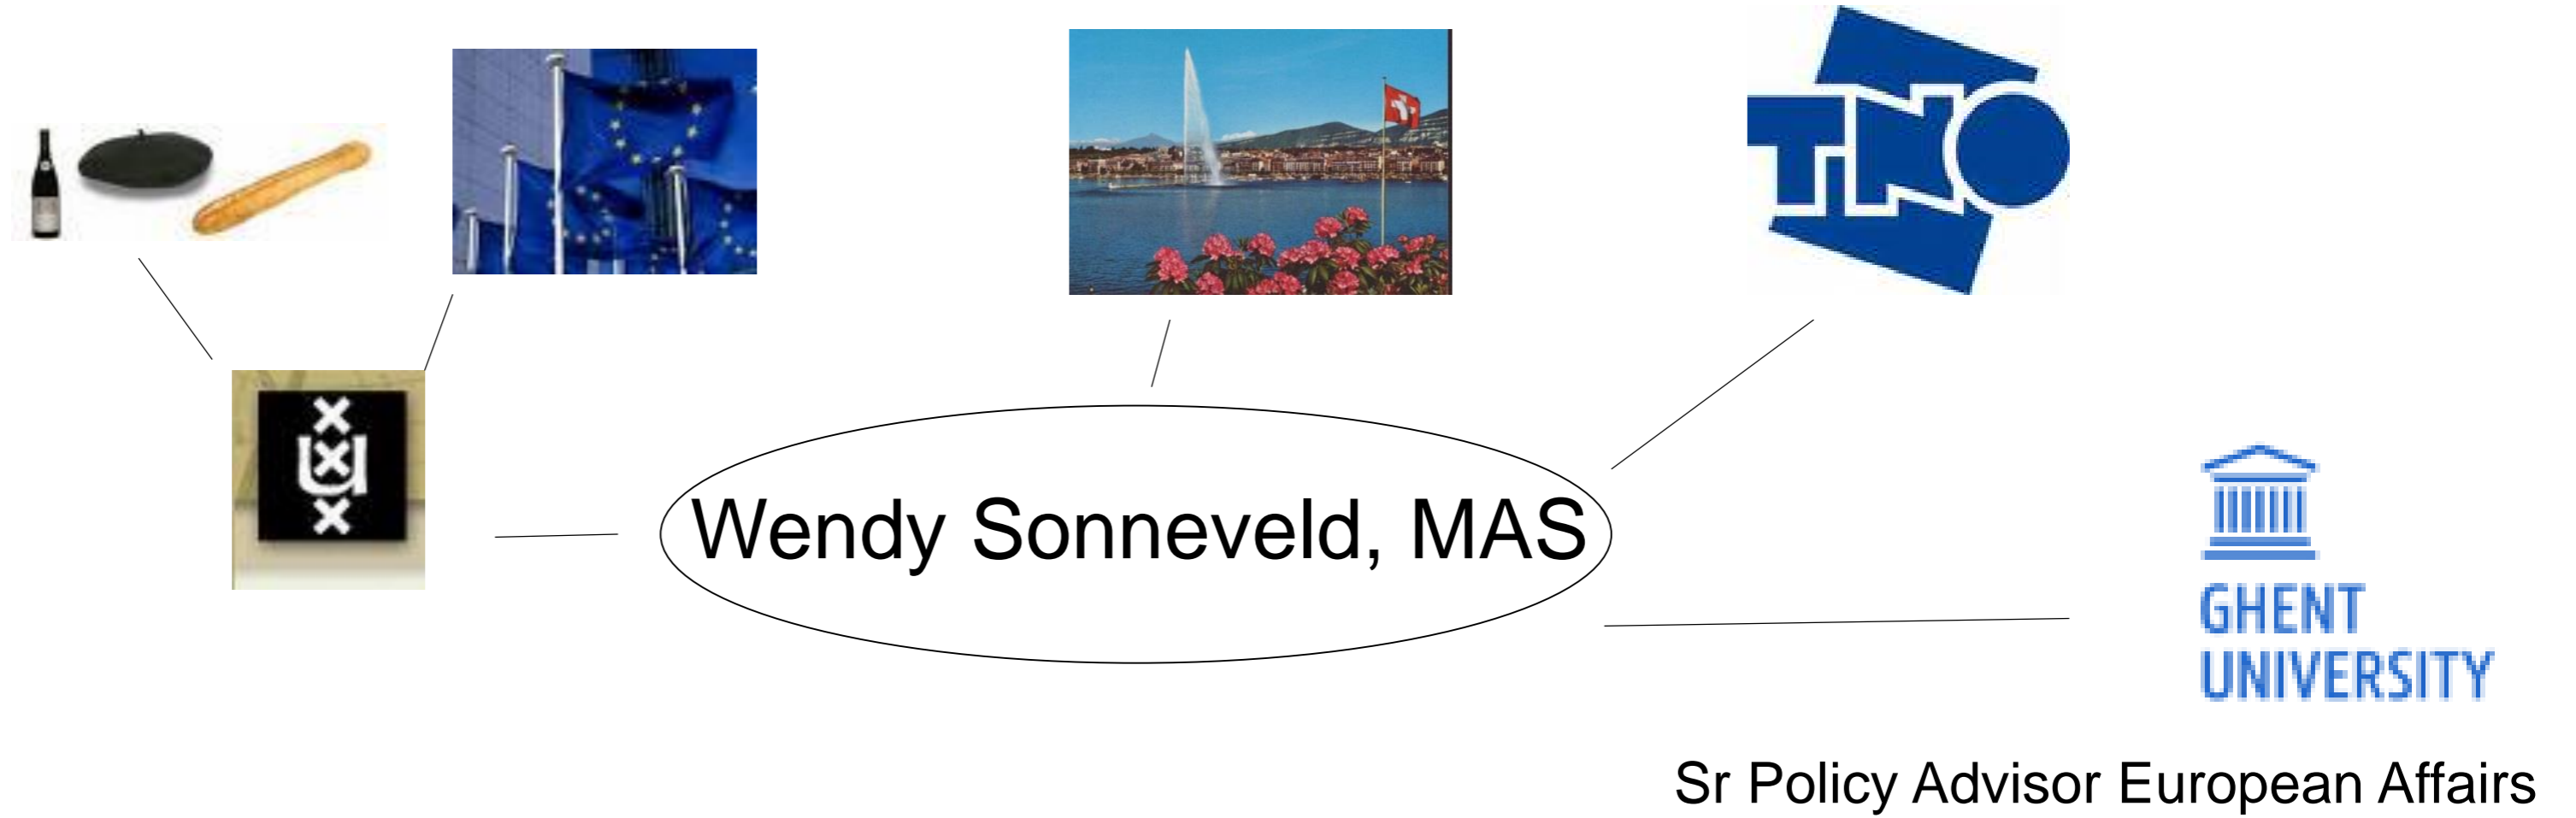 TNO
Wendy Sonneveld, MAS
GHENT
UNIVERSITY
Sr Policy Advisor European Affairs